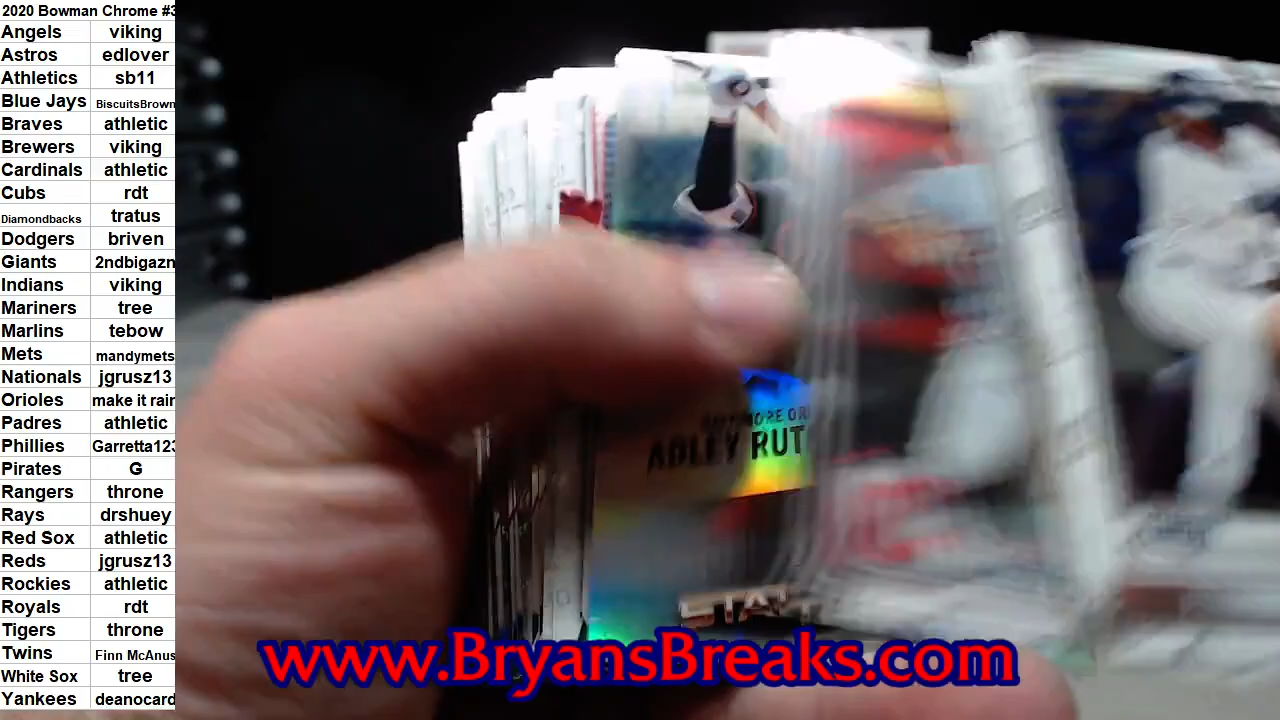 2020 Bowman Chrome #3
Angels viking
Astros edlover
Athletics sb11
Blue Jays BiscuitsBrown
Braves athletic
Brewers viking
Cardinals athletic
Cubs rdt
Diamondbacks tratus
Dodgers briven
Giants 2ndbigazn
Indians viking
Mariners tree
Marlins tebow
Mets mandymets
Nationals jgrusz13
Orioles make it rain
Padres athletic
Phillies Garretta123
Pirates G
Rangers throne
Rays drshuey
Red Sox athletic
Reds jgrusz13
Rockies athletic
Royals rdt
Tigers throne
Twins Finn McAnus
White Sox tree
Yankees deanocard
ADLEY RUT
www.BryansBreaks.com